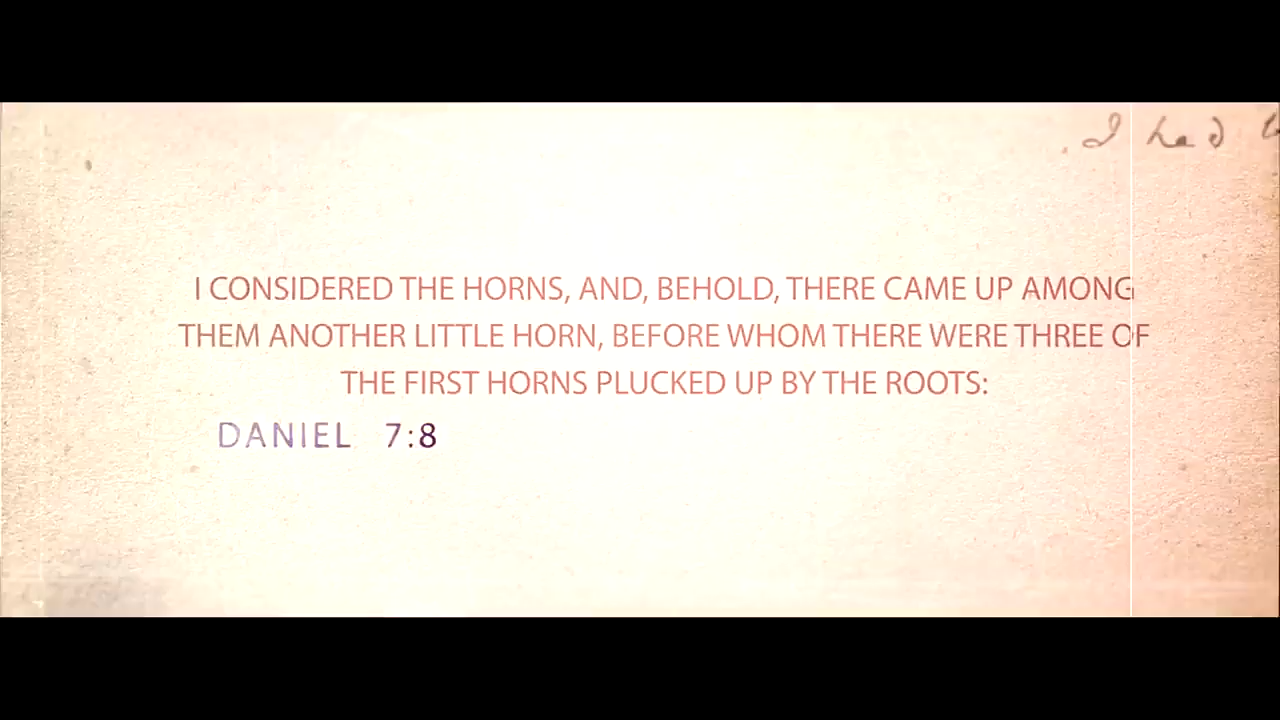 I had
I CONSIDERED THE HORNS, AND, BEHOLD, THERE CAME UP AMONG
THEM ANOTHER LITTLE HORN, BEFORE WHOM THERE WERE THREE OF
THE FIRST HORNS PLUCKED UP BY THE ROOTS:
DANIEL 7:8